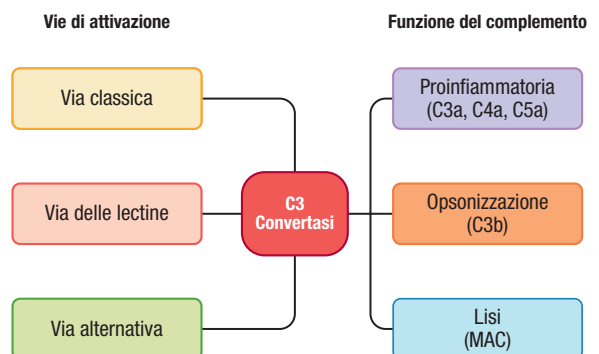 Vie di attivazione
Funzione del complemento
Via classica
Via delle lectine
Via alternativa
C3
Convertasi
Proinfiammatoria
(C3a, C4a, C5a)
Opsonizzazione
(C3b)
Lisi
(MAC)